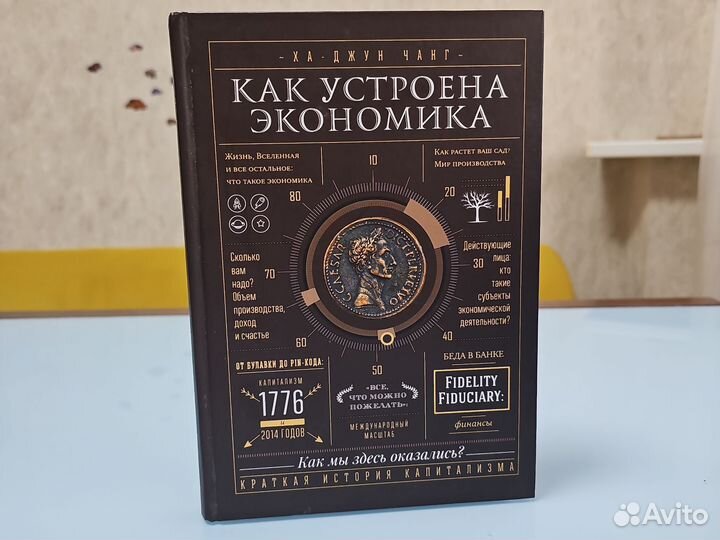 ~ ХА-ДЖУН ЧАНГ ~
КАК УСТРОЕНА
ЭКОНОМИКА
Жизнь, Вселенная
и все остальное:
что такое экономика
10
Как растет ваш сад?
Мир производства
80
20
Сколько
вам
надо?
Объем
производства,
доход
и счастье
70
Действующие
лица:
кто
такие
субъекты
экономической
деятельности?
30
60
40
50
ОТ БУЛАВКИ ДО PIN-КОДА:
КАПИТАЛИЗМ
1776
И
2014 ГОДОВ
«ВСЕ,
ЧТО МОЖНО
ПОЖЕЛАТЬ»:
МЕЖДУНАРОДНЫЙ
МАСШТАБ
БЕДА В БАНКЕ
FIDELITY
FIDUCIARY:
финансы
Как мы здесь оказались?
КРАТКАЯ ИСТОРИЯ КАПИТАЛИЗМА
Avito